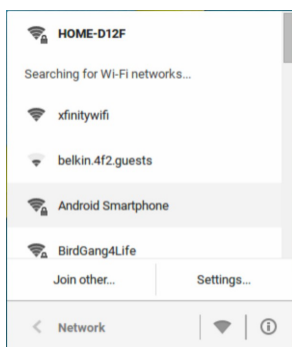 HOME-D12F
Searching for Wi-Fi networks...
xfinitywifi
belkin.4f2.guests
Android Smartphone
BirdGang4Life
Join other...
Settings...
Network